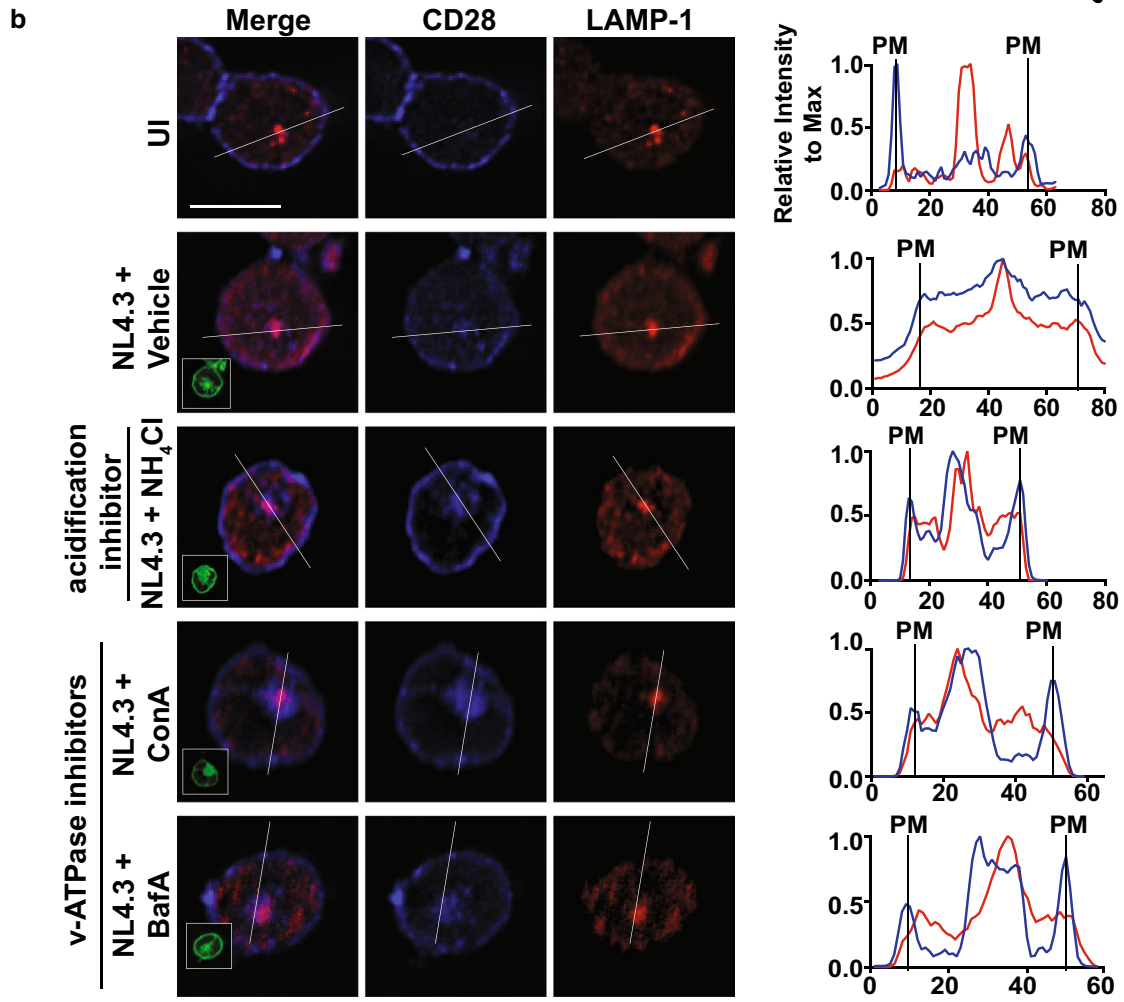 b
Merge
CD28
LAMP-1
UI
NL4.3 +
Vehicle
acidification
inhibitor
NL4.3 + NH4Cl
v-ATPase inhibitors
NL4.3 +
ConA
NL4.3 +
BafA
Relative Intensity
to Max
PM PM
1.0
0.5
0.0
0 20 40 60 80
PM PM
1.0
0.5
0.0
0 20 40 60 80
PM PM
1.0
0.5
0.0
0 20 40 60 80
PM PM
1.0
0.5
0.0
0 20 40 60
PM PM
1.0
0.5
0.0
0 20 40 60